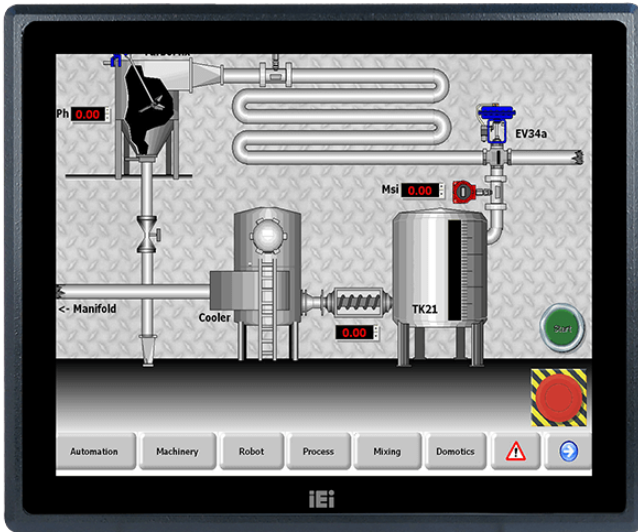 Ph 0.00
EV34a
Msi 0.00
<- Manifold
Cooler
TK21
0.00
Start
Automation
Machinery
Robot
Process
Mixing
Domotics
iEi